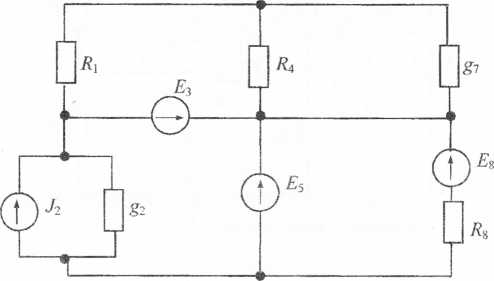 R₁
R₄
g₇
E₃
E₈
J₂
g₂
E₅
R₈